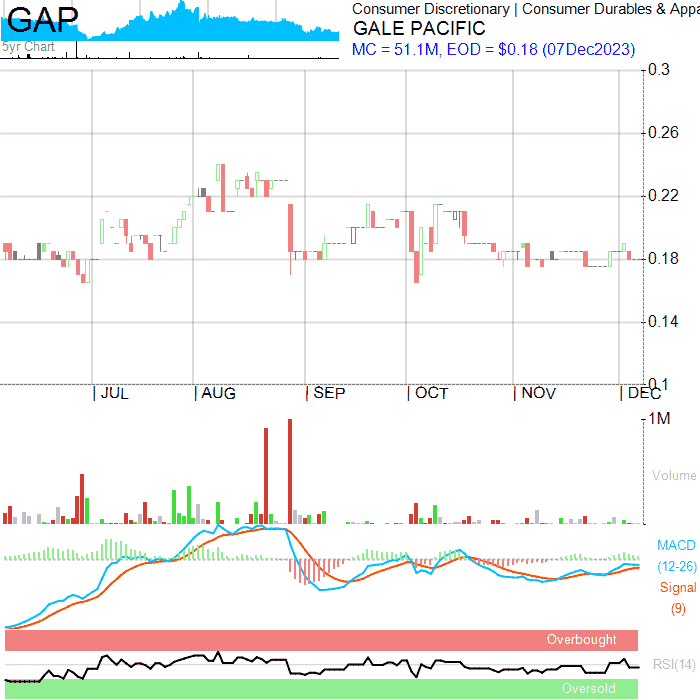 GAP
5yr Chart
Consumer Discretionary | Consumer Durables & Appa
GALE PACIFIC
MC = 51.1M, EOD = $0.18 (07Dec2023)
0.3
0.26
0.22
0.18
0.14
0.1
| JUL | AUG | SEP | OCT | NOV | DEC
1M
Volume
MACD
(12-26)
Signal
(9)
Overbought
RSI(14)
Oversold